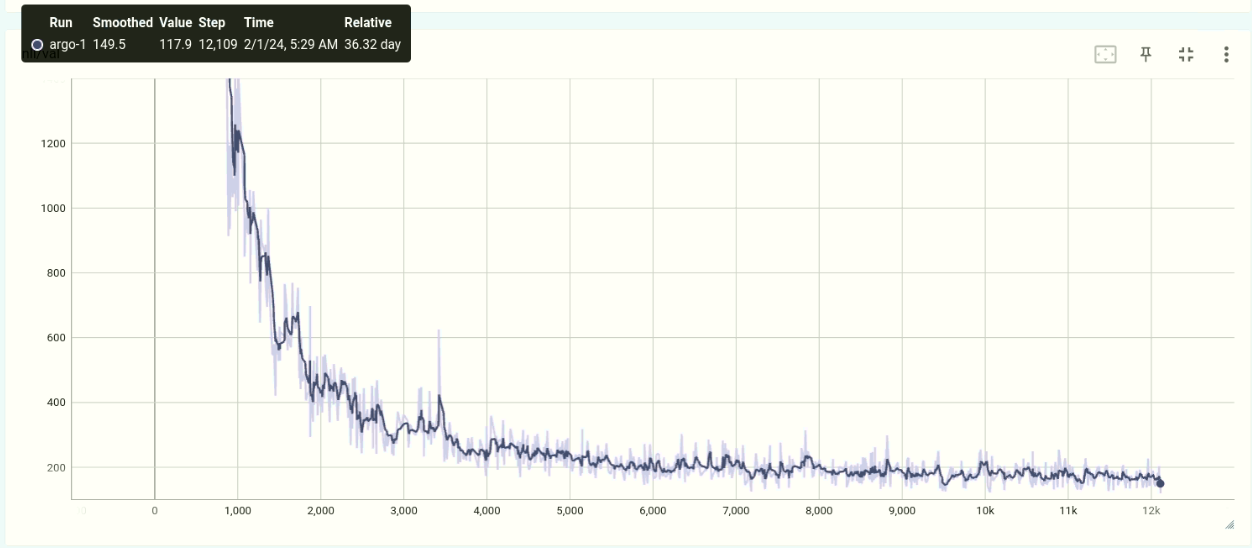 Run Smoothed Value Step Time Relative
argo-1 149.5 117.9 12,109 2/1/24, 5:29 AM 36.32 day
1200
1000
800
600
400
200
0 1,000 2,000 3,000 4,000 5,000 6,000 7,000 8,000 9,000 10k 11k 12k